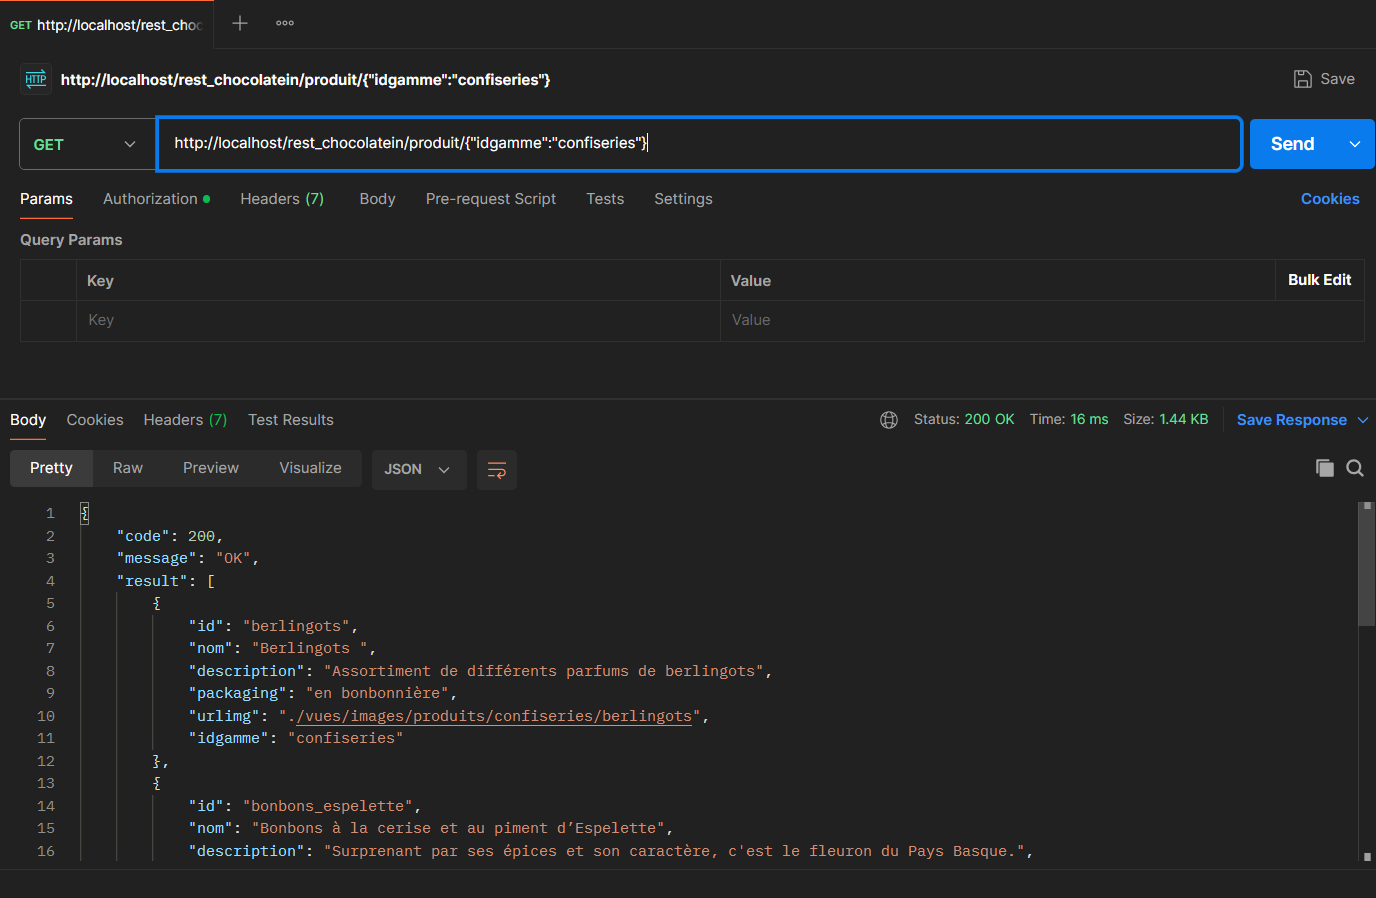 GET http://localhost/rest_choc
HTTP http://localhost/rest_chocolatein/produit/{"idgamme":"confiseries"} Save
GET http://localhost/rest_chocolatein/produit/{"idgamme":"confiseries"} Send
Params Authorization Headers (7) Body Pre-request Script Tests Settings Cookies
Query Params
Key Value Bulk Edit
Key Value
Body Cookies Headers (7) Test Results Status: 200 OK Time: 16 ms Size: 1.44 KB Save Response
Pretty Raw Preview Visualize JSON
1 {
2 "code": 200,
3 "message": "OK",
4 "result": [
5 {
6 "id": "berlingots",
7 "nom": "Berlingots ",
8 "description": "Assortiment de différents parfums de berlingots",
9 "packaging": "en bonbonnière",
10 "urlimg": "./vues/images/produits/confiseries/berlingots",
11 "idgamme": "confiseries"
12 },
13 {
14 "id": "bonbons_espelette",
15 "nom": "Bonbons à la cerise et au piment d’Espelette",
16 "description": "Surprenant par ses épices et son caractère, c'est le fleuron du Pays Basque.",